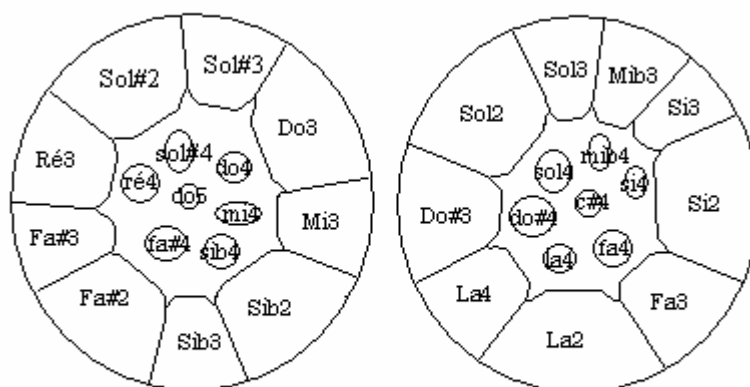 Sol#2
Sol#3
Do3
Ré3
sol#4
do4
ré4
do5
mi4
Mi3
Fa#3
fa#4
sib4
Fa#2
Sib2
Sib3
Sol3
Mib3
Si3
Sol2
mib4
sol4
si4
Do#3
do#4
c#4
Si2
la4
fa4
La4
Fa3
La2